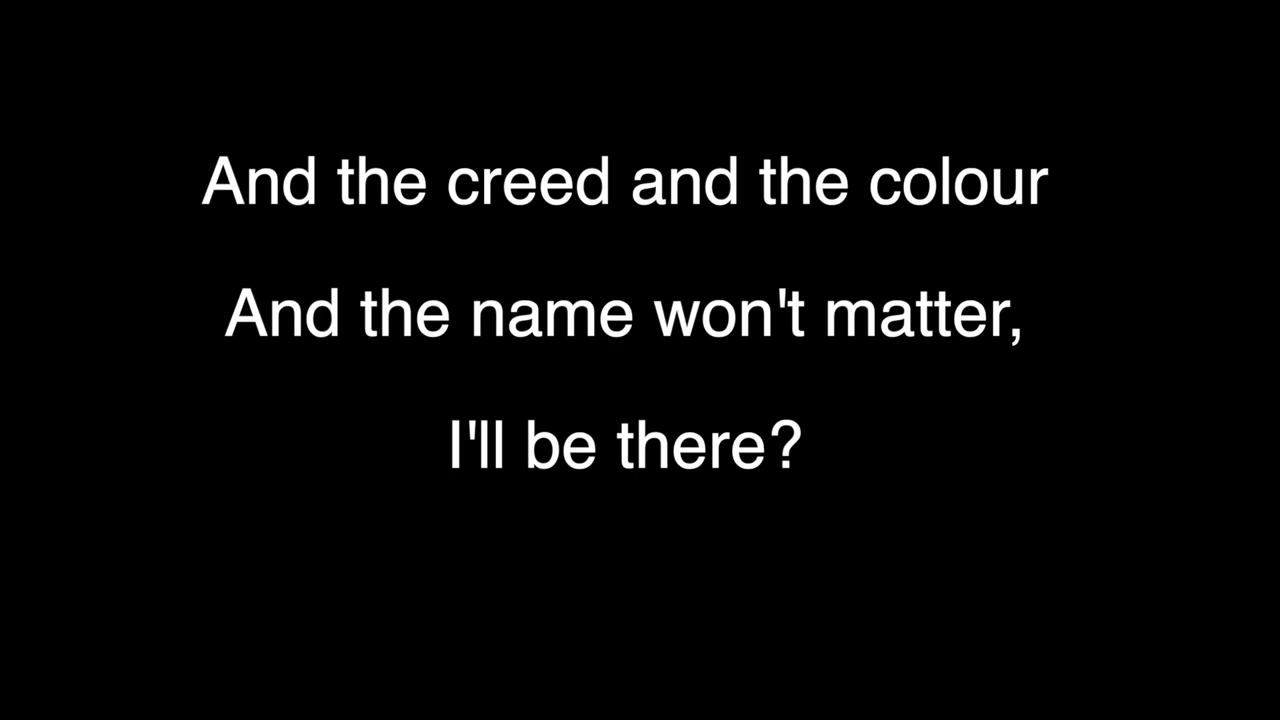 And the creed and the colour
And the name won't matter,
I'll be there?